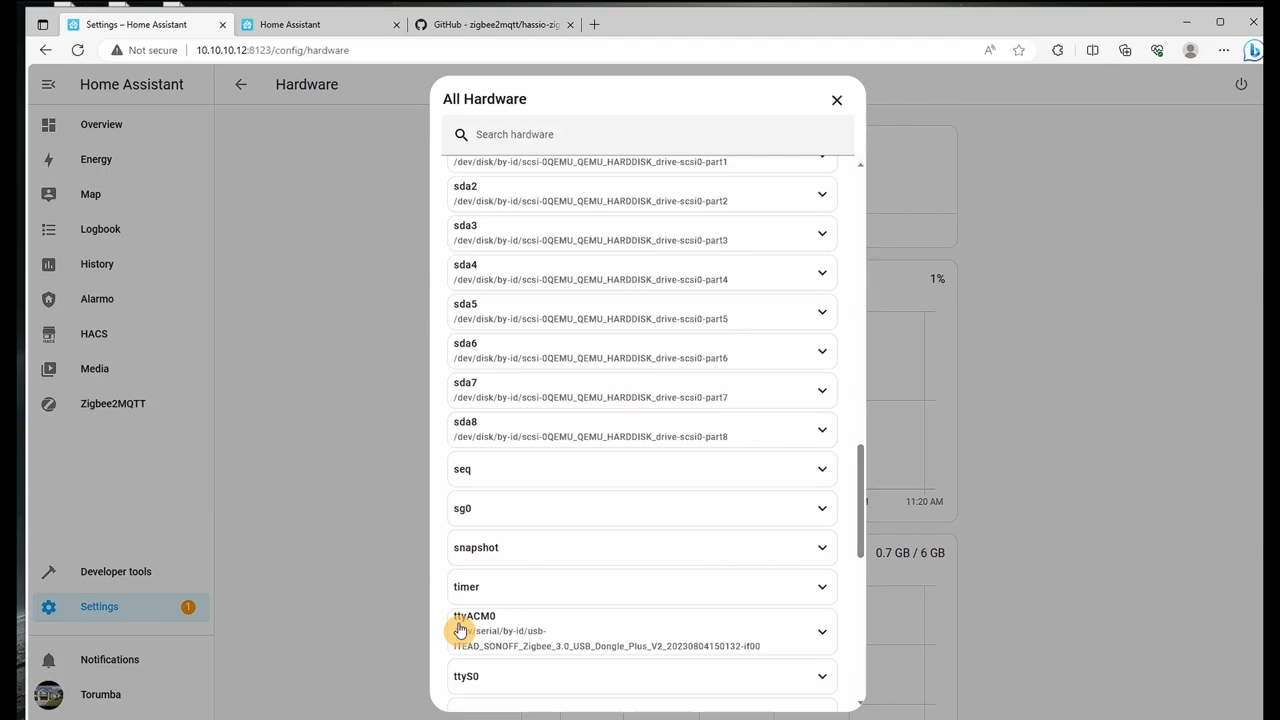 Settings – Home Assistant
Home Assistant
GitHub - zigbee2mqtt/hassio-zig
Not secure
10.10.10.12:8123/config/hardware
Home Assistant
Hardware
Overview
Energy
Map
Logbook
History
Alarmo
HACS
HACS
Media
Zigbee2MQTT
Developer tools
Settings
1
Notifications
Torumba
All Hardware
Search hardware
/dev/disk/by-id/scsi-0QEMU_QEMU_HARDDISK_drive-scsi0-part1
sda2
/dev/disk/by-id/scsi-0QEMU_QEMU_HARDDISK_drive-scsi0-part2
sda3
/dev/disk/by-id/scsi-0QEMU_QEMU_HARDDISK_drive-scsi0-part3
sda4
/dev/disk/by-id/scsi-0QEMU_QEMU_HARDDISK_drive-scsi0-part4
sda5
/dev/disk/by-id/scsi-0QEMU_QEMU_HARDDISK_drive-scsi0-part5
sda6
/dev/disk/by-id/scsi-0QEMU_QEMU_HARDDISK_drive-scsi0-part6
sda7
/dev/disk/by-id/scsi-0QEMU_QEMU_HARDDISK_drive-scsi0-part7
sda8
/dev/disk/by-id/scsi-0QEMU_QEMU_HARDDISK_drive-scsi0-part8
seq
sg0
snapshot
timer
ttyACM0
/serial/by-id/usb-
ITEAD_SONOFF_Zigbee_3.0_USB_Dongle_Plus_V2_20230804150132-if00
ttyS0
1%
11:20 AM
0.7 GB / 6 GB